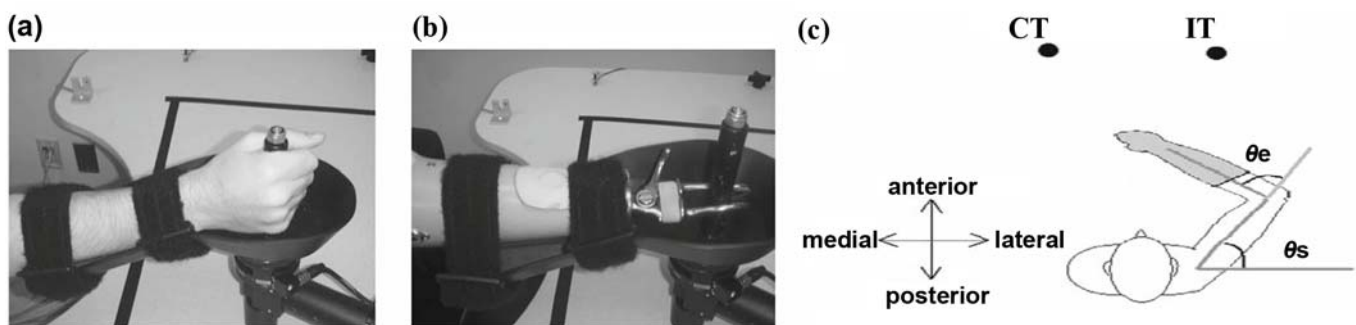 (a)
(b)
(c)
CT
IT
θe
anterior
medial
lateral
θs
posterior